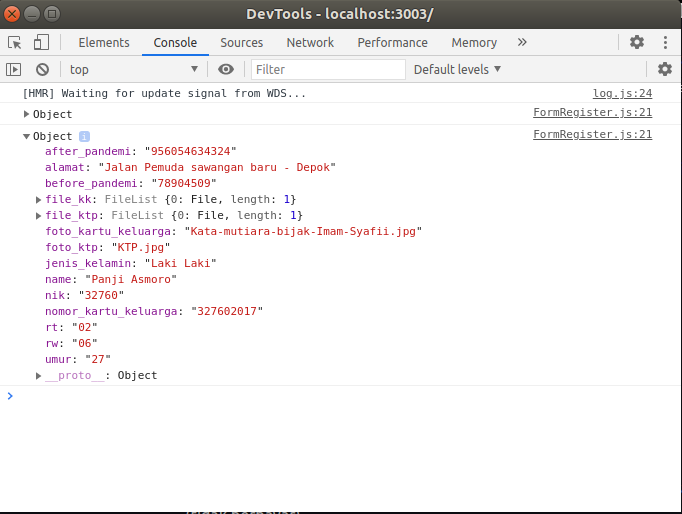 DevTools - localhost:3003/
Elements Console Sources Network Performance Memory »
top Filter Default levels
[HMR] Waiting for update signal from WDS... log.js:24
Object FormRegister.js:21
Object i FormRegister.js:21
after_pandemi: "956054634324"
alamat: "Jalan Pemuda sawangan baru - Depok"
before_pandemi: "78904509"
file_kk: FileList {0: File, length: 1}
file_ktp: FileList {0: File, length: 1}
foto_kartu_keluarga: "Kata-mutiara-bijak-Imam-Syafii.jpg"
foto_ktp: "KTP.jpg"
jenis_kelamin: "Laki Laki"
name: "Panji Asmoro"
nik: "32760"
nomor_kartu_keluarga: "327602017"
rt: "02"
rw: "06"
umur: "27"
__proto__: Object